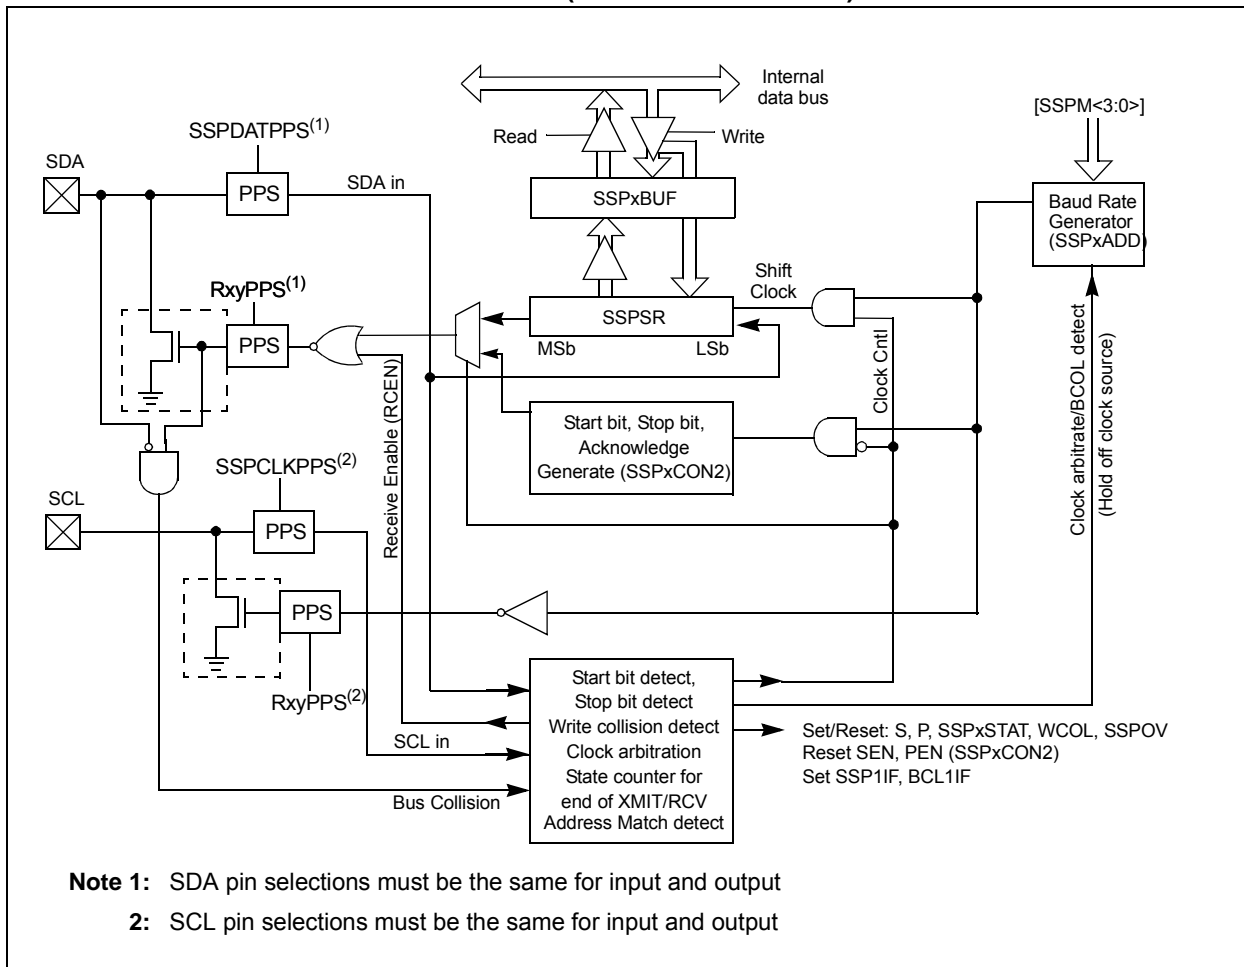 Internal
data bus
[SSPM<3:0>]
SSPDATPPS(1)
Read
Write
SDA
PPS
SDA in
SSPxBUF
Baud Rate
Generator
(SSPxADD)
RxyPPS(1)
Shift
Clock
PPS
SSPSR
MSb
LSb
Clock Cntl
Clock arbitrate/BCOL detect
(Hold off clock source)
Receive Enable (RCEN)
Start bit, Stop bit,
Acknowledge
Generate (SSPxCON2)
SSPCLKPPS(2)
SCL
PPS
PPS
RxyPPS(2)
Start bit detect,
Stop bit detect
Write collision detect
Clock arbitration
State counter for
end of XMIT/RCV
Address Match detect
SCL in
Bus Collision
Set/Reset: S, P, SSPxSTAT, WCOL, SSPOV
Reset SEN, PEN (SSPxCON2)
Set SSP1IF, BCL1IF
Note 1: SDA pin selections must be the same for input and output
2: SCL pin selections must be the same for input and output